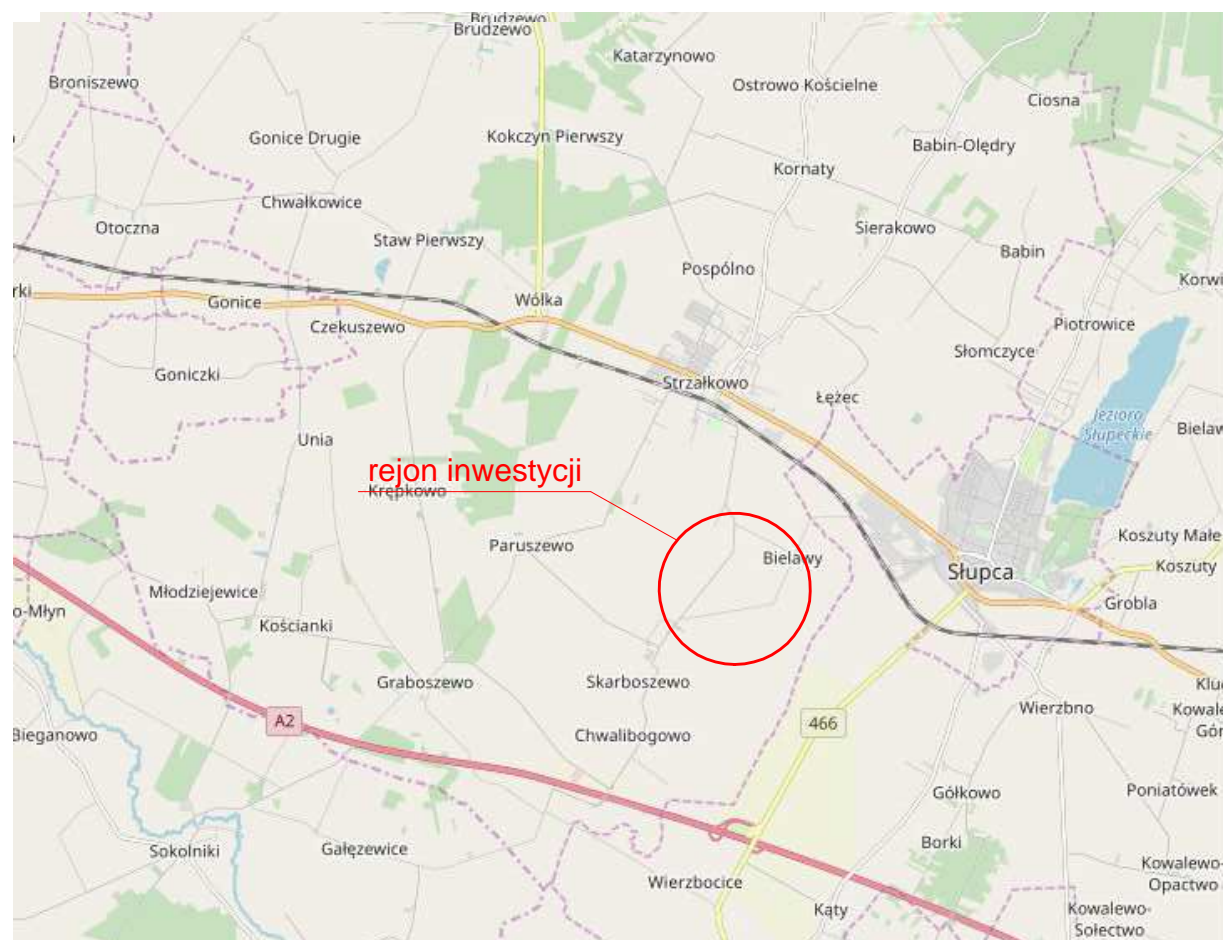 Brudzewo
Brudzewo
Katarzynowo
Broniszewo
Ostrowo Kościelne
Ciosna
Gonice Drugie
Kokczyn Pierwszy
Babin-Olędry
Kornaty
Chwałkowice
Otoczna
Staw Pierwszy
Sierakowo
Babin
Pospólno
Korwi
rki
Gonice
Wólka
Czekuszewo
Piotrowice
Słomczyce
Goniczki
Strzałkowo
Łężec
Jezioro
Słupeckie
Bielaw
Unia
rejon inwestycji
Krępkowo
Koszuty Małe
Paruszewo
Bielawy
Koszuty
Słupca
Młodziejewice
o-Młyn
Grobla
Kościanki
Graboszewo
Skarboszewo
Kluc
Wierzbno
Kowale
Gór
A2
466
Bieganowo
Chwalibogowo
Gółkowo
Poniatówek
Sokolniki
Gałęzewice
Borki
Kowalewo-
Opactwo
Wierzbocice
Kąty
Kowalewo-
Sołectwo